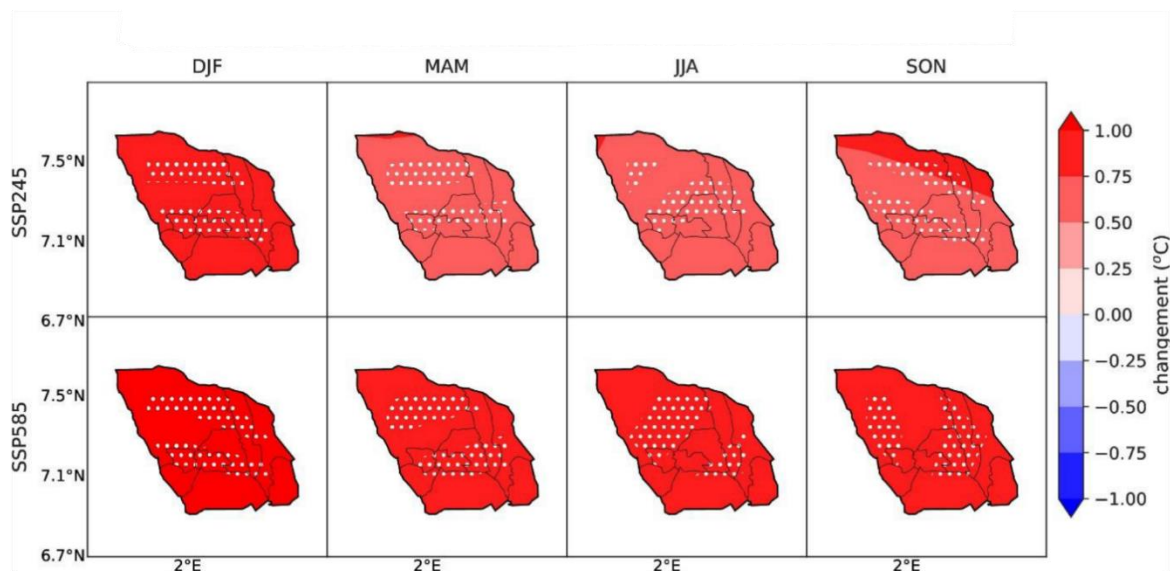 DJF MAM JJA SON
SSP245
7.5°N
7.1°N
6.7°N
SSP585
7.5°N
7.1°N
6.7°N
2°E 2°E 2°E 2°E
1.00
0.75
0.50
0.25
0.00
−0.25
−0.50
−0.75
−1.00
changement (°C)